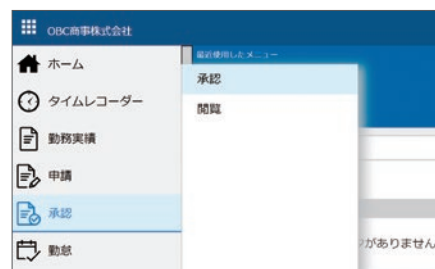 OBC商事株式会社
最近使用したメニュー
ホーム
承認
タイムレコーダー
閲覧
勤務実績
申請
承認
勤怠
がありません